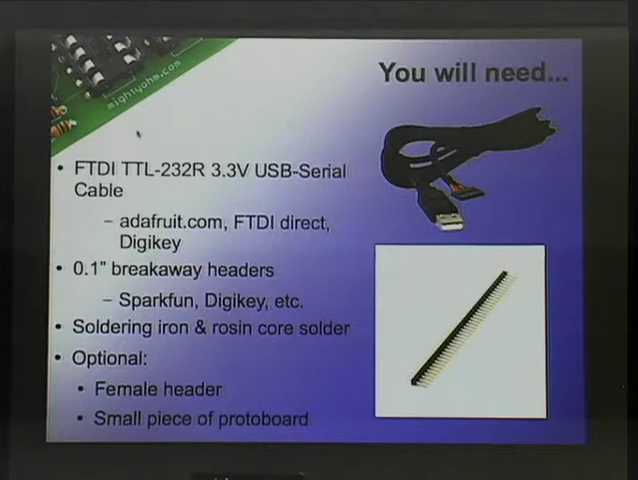 mightyohm.com
You will need...
• FTDI TTL-232R 3.3V USB-Serial
Cable
– adafruit.com, FTDI direct,
Digikey
• 0.1" breakaway headers
– Sparkfun, Digikey, etc.
• Soldering iron & rosin core solder
• Optional:
• Female header
• Small piece of protoboard